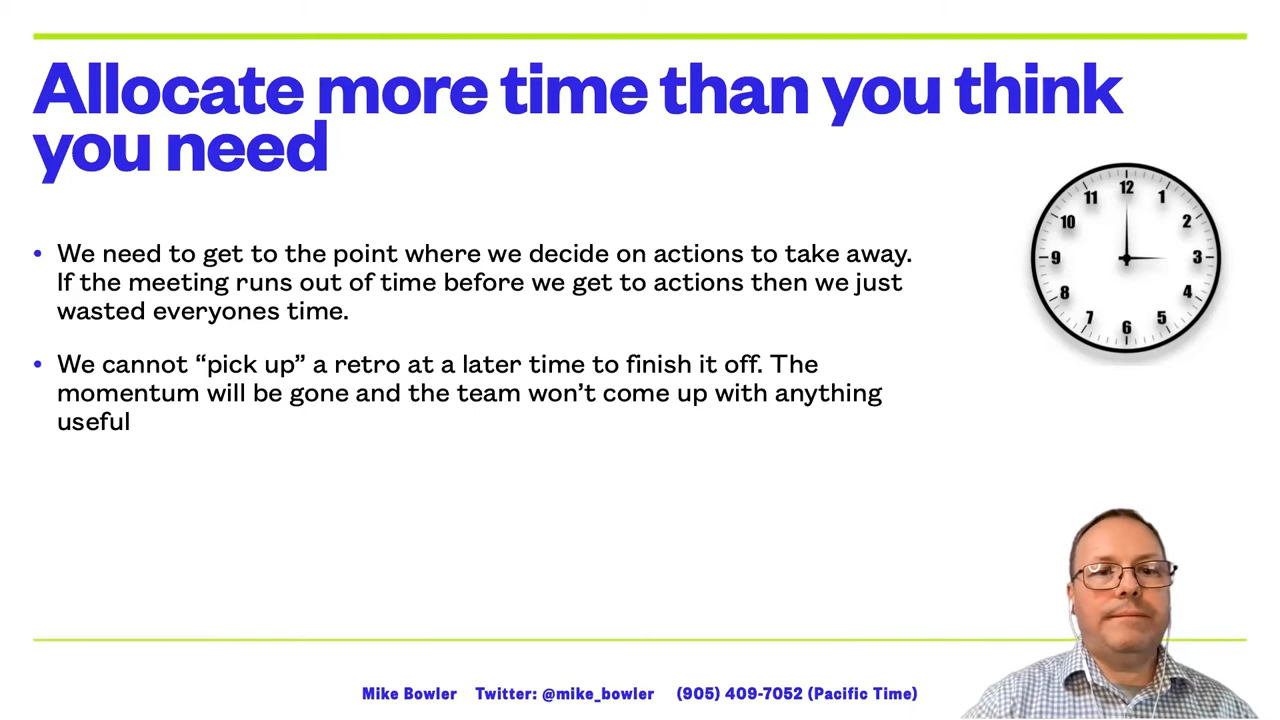 Allocate more time than you think
you need
• We need to get to the point where we decide on actions to take away.
If the meeting runs out of time before we get to actions then we just
wasted everyones time.
• We cannot “pick up” a retro at a later time to finish it off. The
momentum will be gone and the team won’t come up with anything
useful
12
11 1
10 2
9 3
8 4
7 5
6
Mike Bowler Twitter: @mike_bowler (905) 409-7052 (Pacific Time)